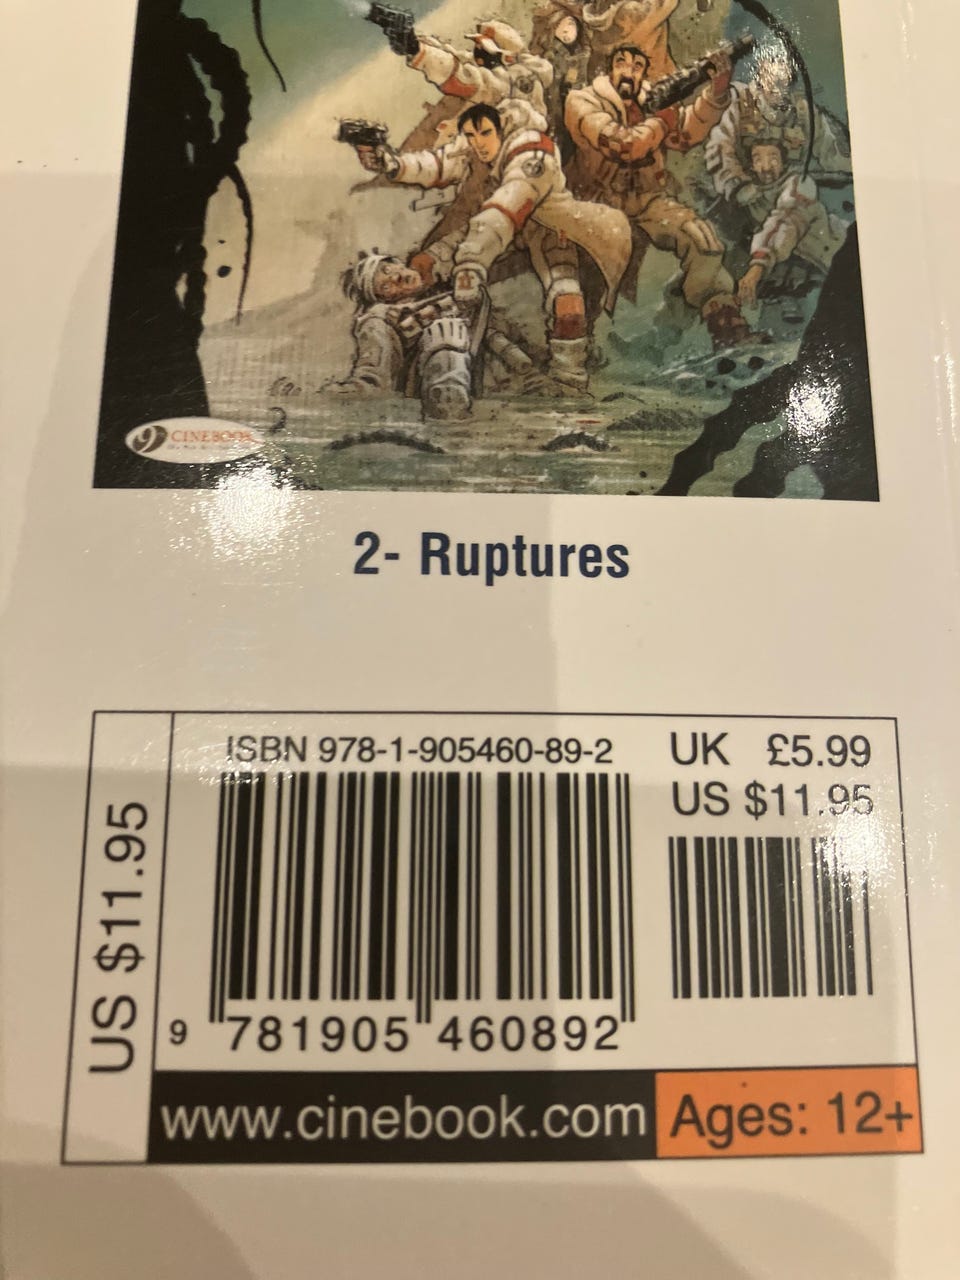 CINEBOOK
2- Ruptures
ISBN 978-1-905460-89-2
UK £5.99
US $11.95
US $11.95
9 781905 460892
www.cinebook.com
Ages: 12+